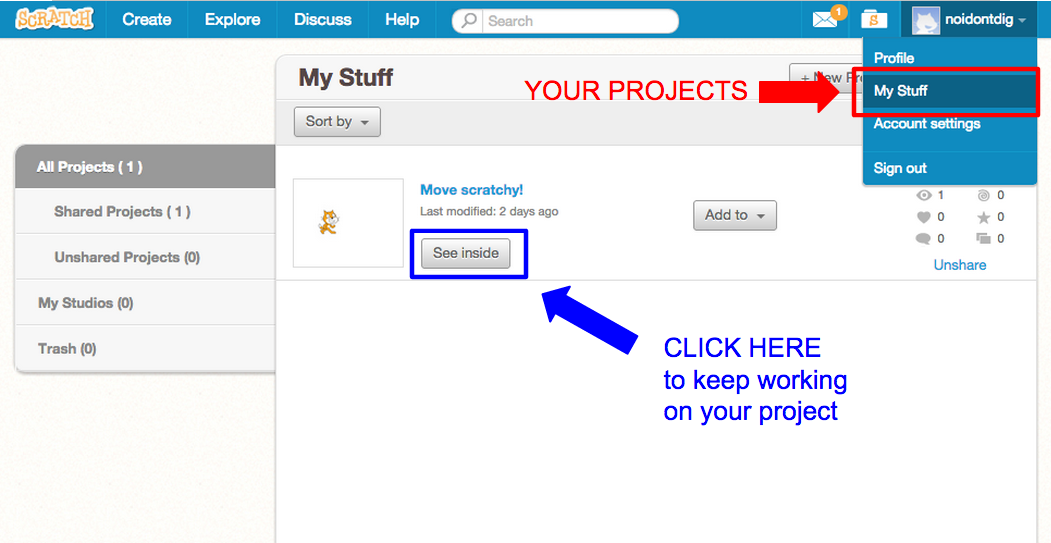 SCRATCH Create Explore Discuss Help Search 1 S noidontdig
Profile
My Stuff
Account settings
Sign out
My Stuff
+ New Pro
YOUR PROJECTS
Sort by
All Projects ( 1 )
Shared Projects ( 1 )
Unshared Projects (0)
My Studios (0)
Trash (0)
Move scratchy!
Last modified: 2 days ago
See inside
Add to
1 0
0 0
0 0
Unshare
CLICK HERE
to keep working
on your project